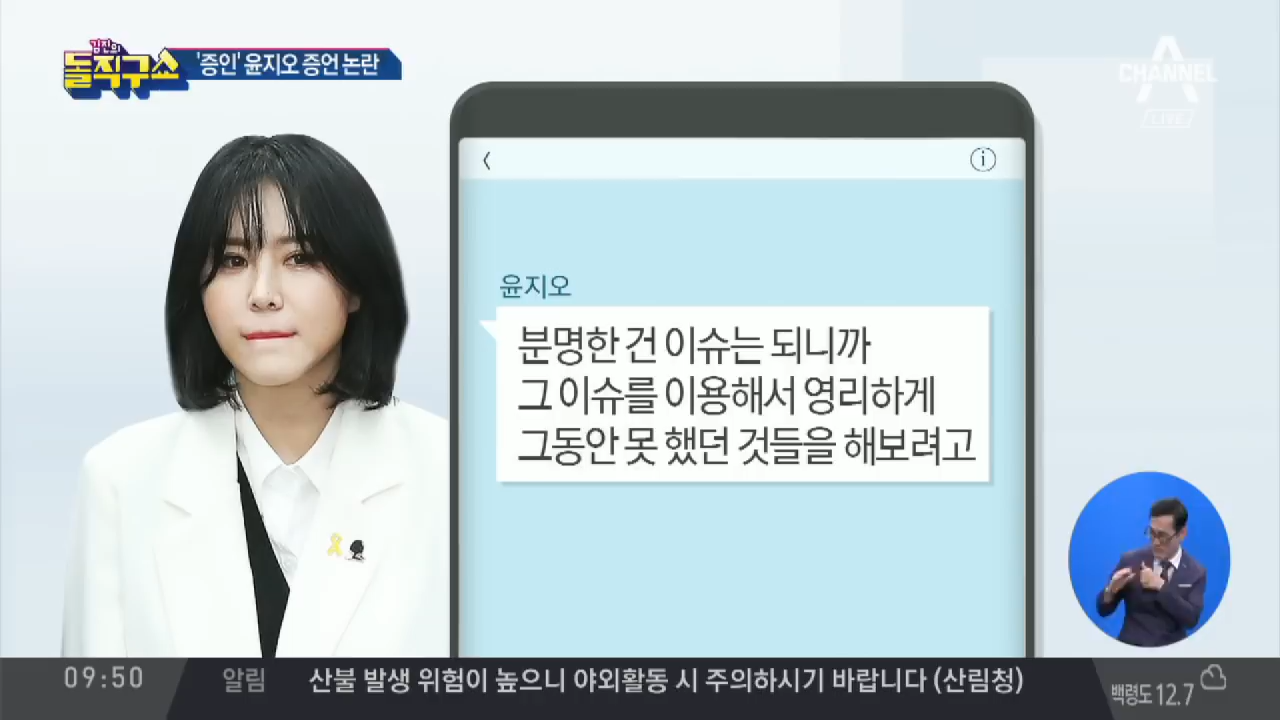 김진의
돌직구쇼
'증인' 윤지오 증언 논란
CHANNEL A
LIVE
윤지오
분명한 건 이슈는 되니까
그 이슈를 이용해서 영리하게
그동안 못 했던 것들을 해보려고
09:50
알림
산불 발생 위험이 높으니 야외활동 시 주의하시기 바랍니다 (산림청)
백령도 12.7